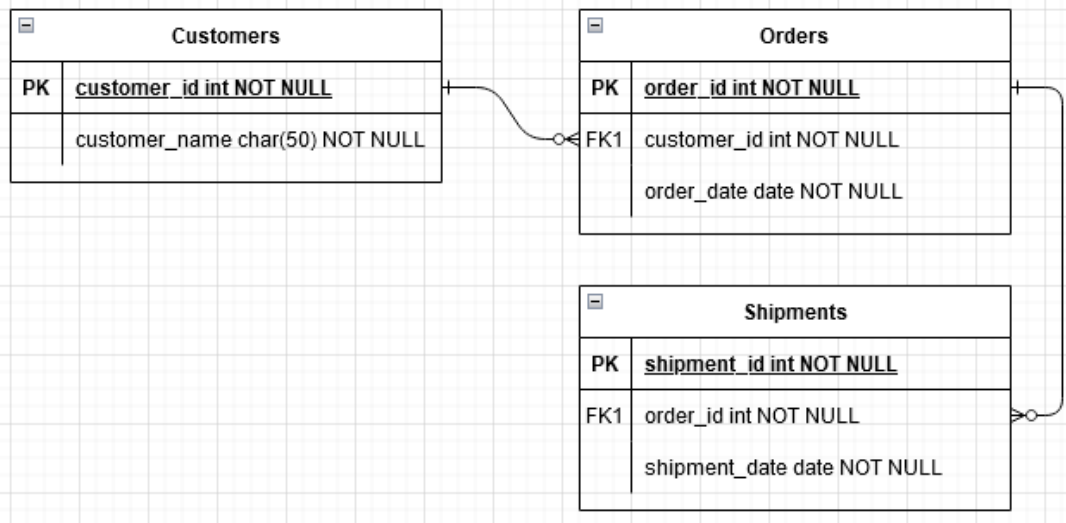 Customers
PK customer_id int NOT NULL
customer_name char(50) NOT NULL
Orders
PK order_id int NOT NULL
FK1 customer_id int NOT NULL
order_date date NOT NULL
Shipments
PK shipment_id int NOT NULL
FK1 order_id int NOT NULL
shipment_date date NOT NULL